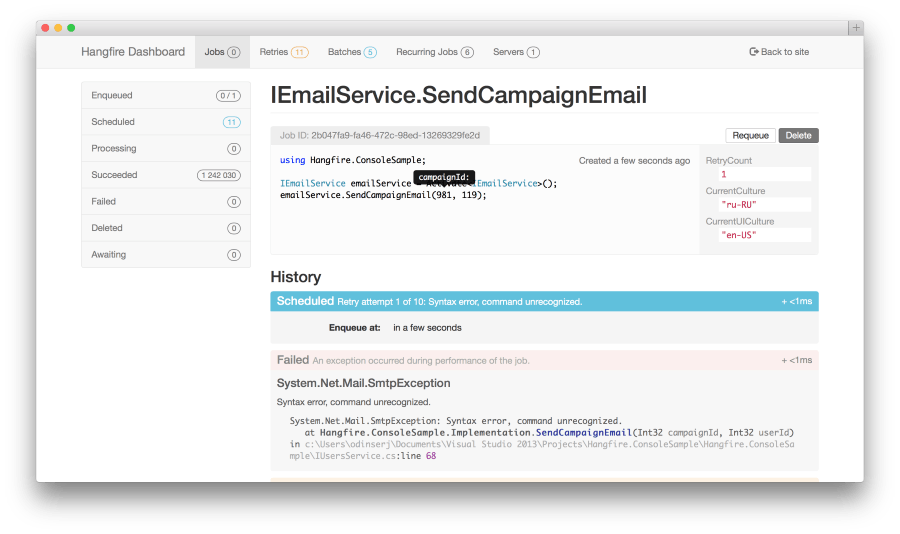 Hangfire Dashboard Jobs 0 Retries 11 Batches 5 Recurring Jobs 6 Servers 1 Back to site
Enqueued 0 / 1
Scheduled 11
Processing 0
Succeeded 1 242 030
Failed 0
Deleted 0
Awaiting 0
IEmailService.SendCampaignEmail
Job ID: 2b047fa9-fa46-472c-98ed-13269329fe2d
Requeue Delete
using Hangfire.ConsoleSample;
Created a few seconds ago
campaignId:
IEmailService emailService = Activate<IEmailService>();
emailService.SendCampaignEmail(981, 119);
RetryCount
1
CurrentCulture
"ru-RU"
CurrentUICulture
"en-US"
History
Scheduled Retry attempt 1 of 10: Syntax error, command unrecognized. + <1ms
Enqueue at: in a few seconds
Failed An exception occurred during performance of the job. + <1ms
System.Net.Mail.SmtpException
Syntax error, command unrecognized.
System.Net.Mail.SmtpException: Syntax error, command unrecognized.
at Hangfire.ConsoleSample.Implementation.SendCampaignEmail(Int32 campaignId, Int32 userId)
in c:\Users\odinserj\Documents\Visual Studio 2013\Projects\Hangfire.ConsoleSample\Hangfire.ConsoleSa
mple\IUsersService.cs:line 68